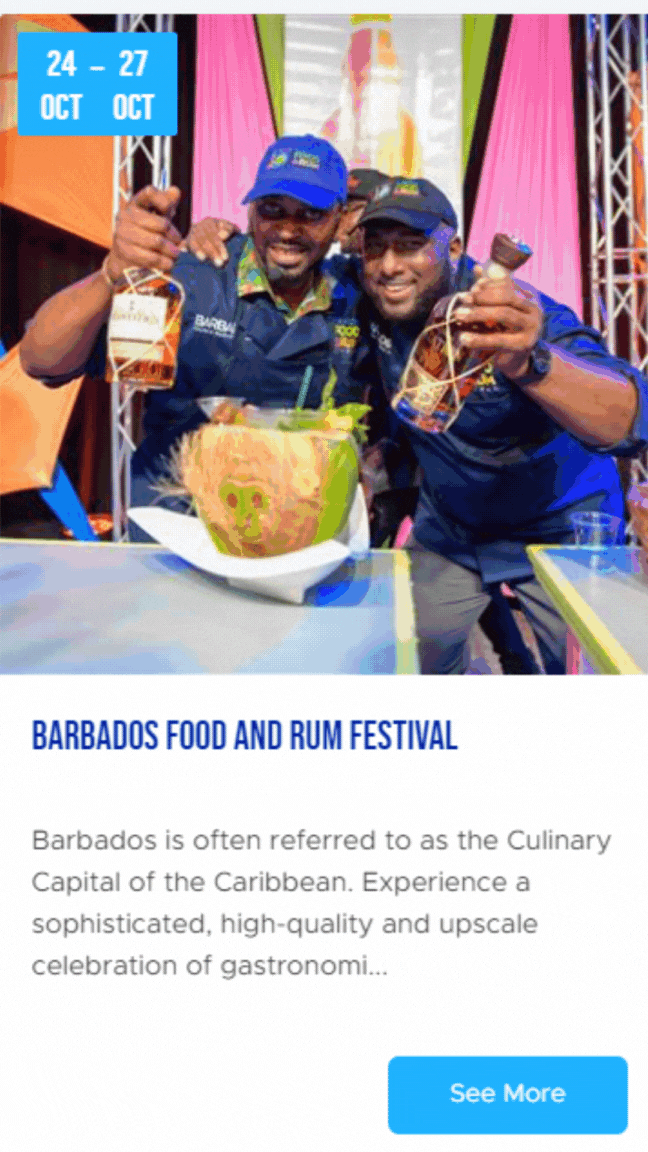 24 – 27
OCT OCT
BARBADOS FOOD AND RUM FESTIVAL
Barbados is often referred to as the Culinary
Capital of the Caribbean. Experience a
sophisticated, high-quality and upscale
celebration of gastronomi...
See More